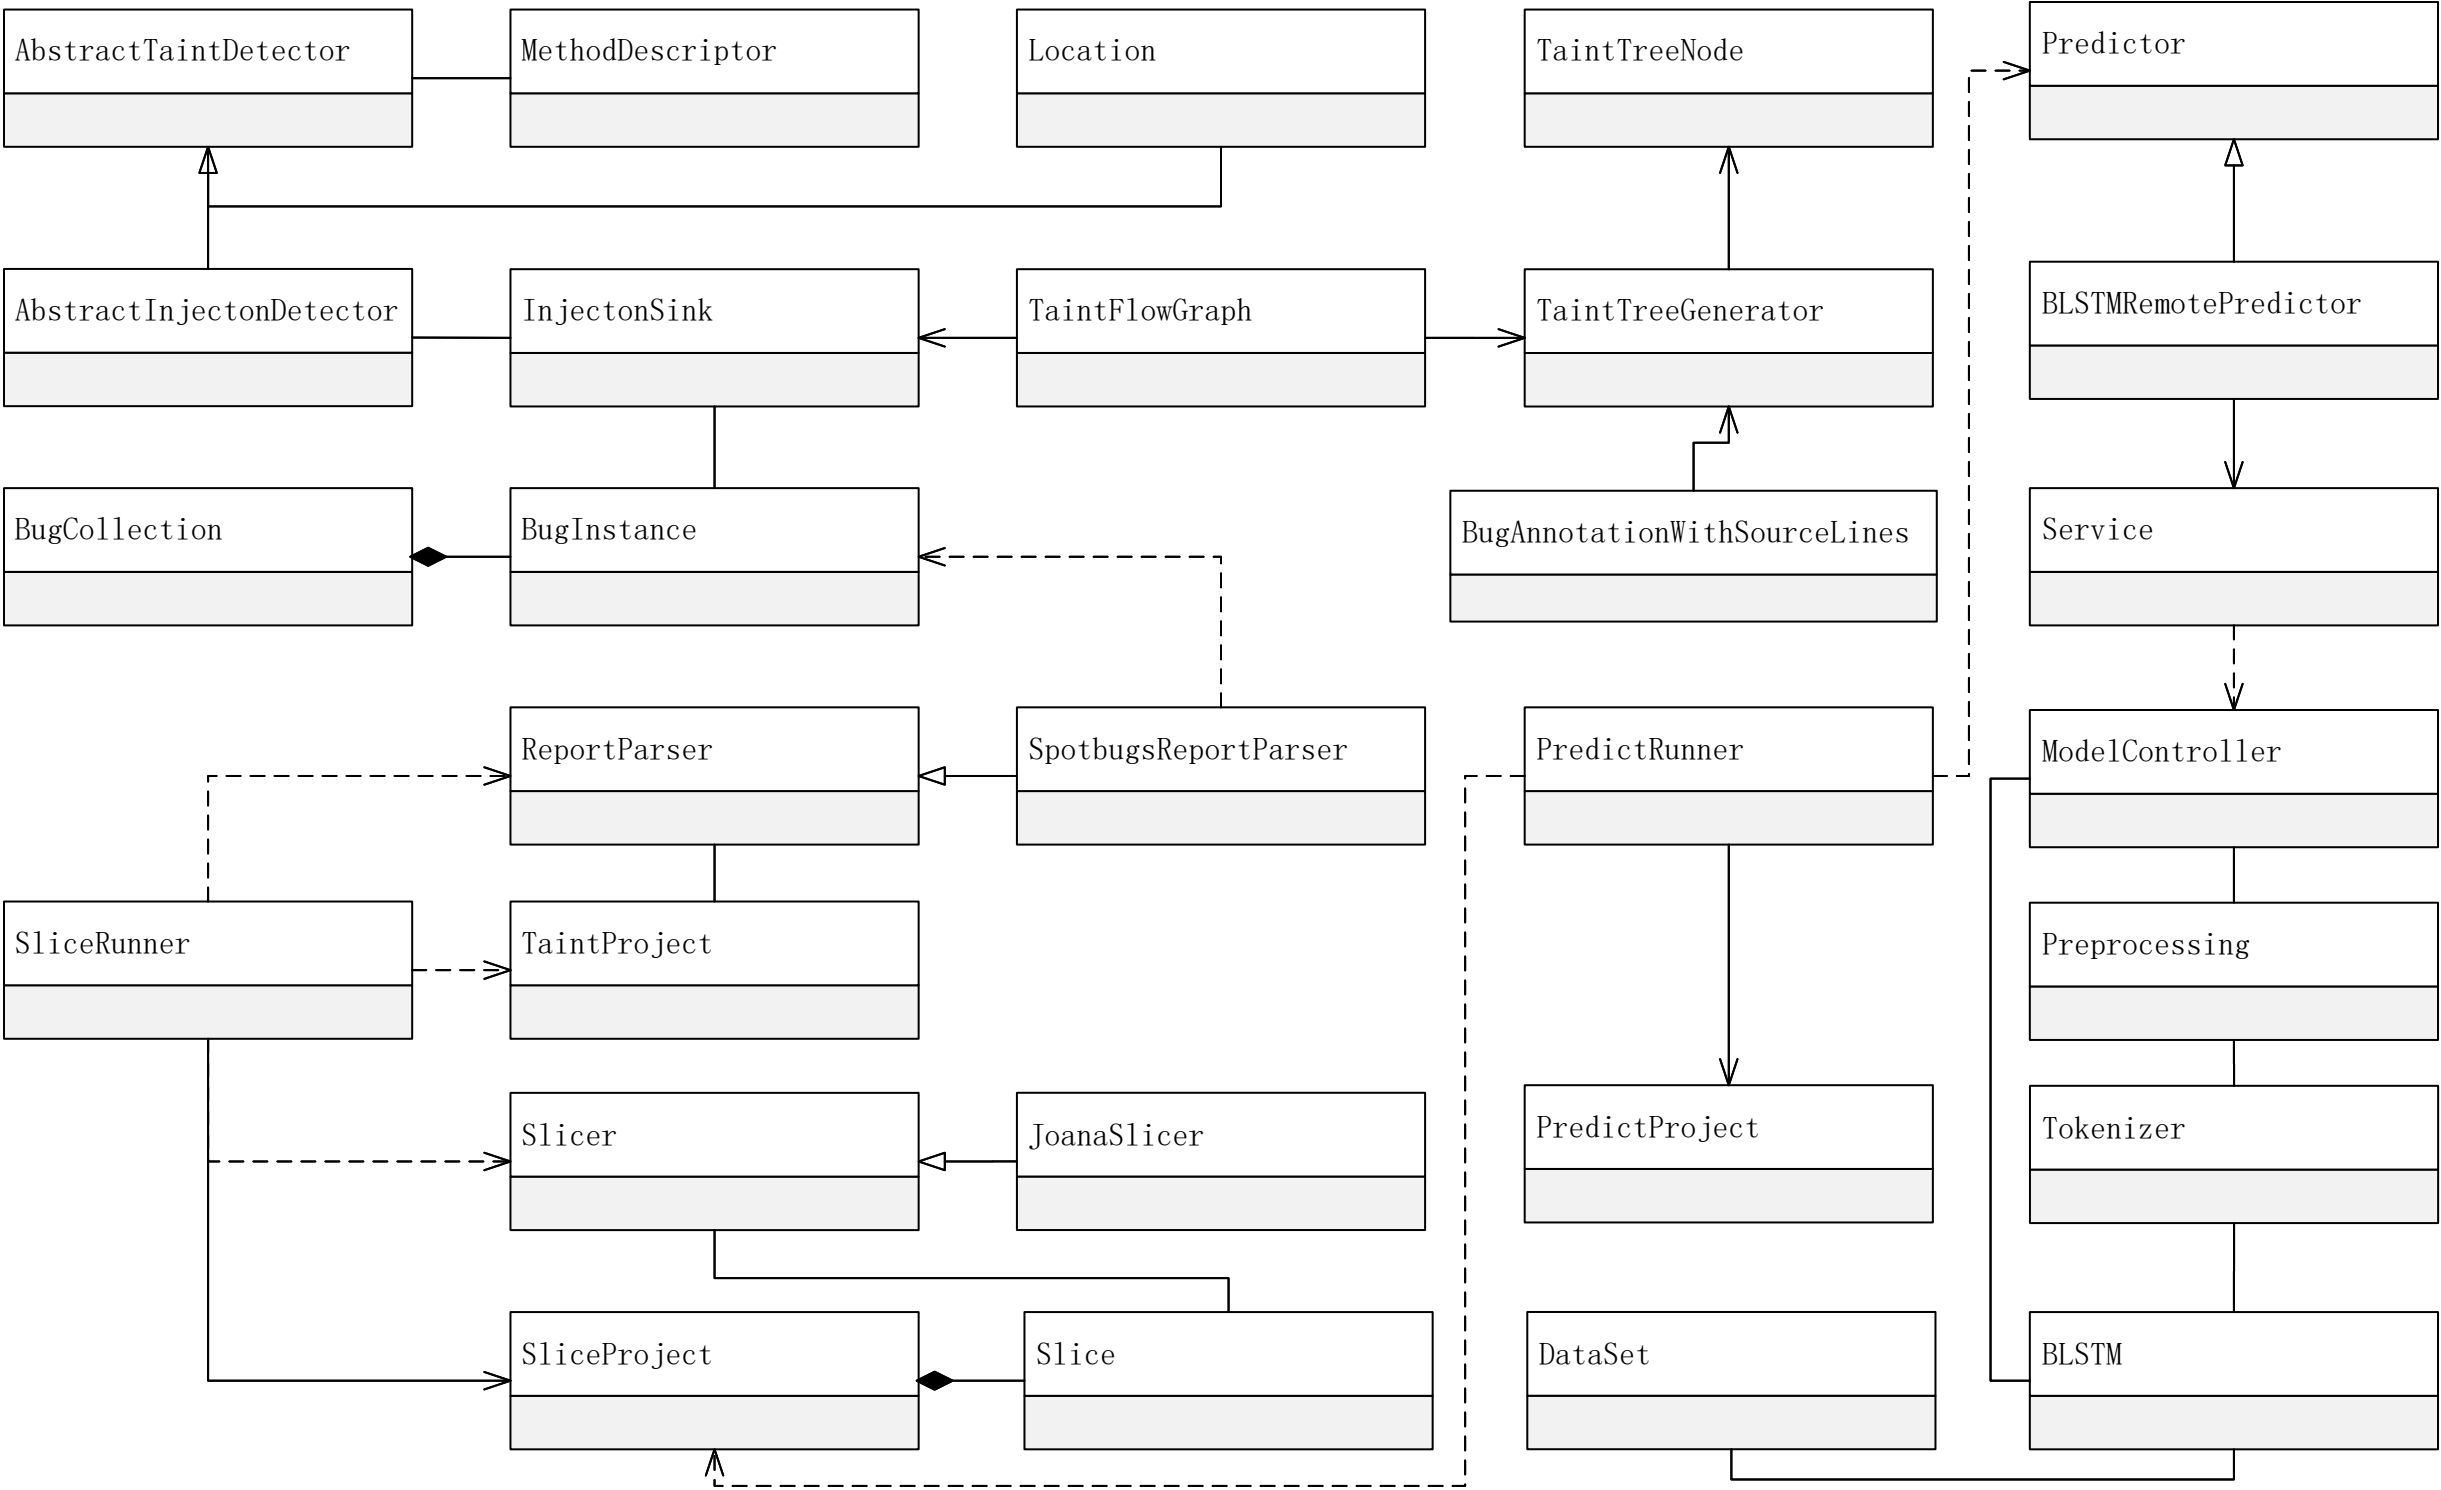 AbstractTaintDetector
MethodDescriptor
Location
TaintTreeNode
Predictor
AbstractInjectonDetector
InjectonSink
TaintFlowGraph
TaintTreeGenerator
BLSTMRemotePredictor
BugCollection
BugInstance
BugAnnotationWithSourceLines
Service
ReportParser
SpotbugsReportParser
PredictRunner
ModelController
SliceRunner
TaintProject
Preprocessing
Slicer
JoanaSlicer
PredictProject
Tokenizer
SliceProject
Slice
DataSet
BLSTM